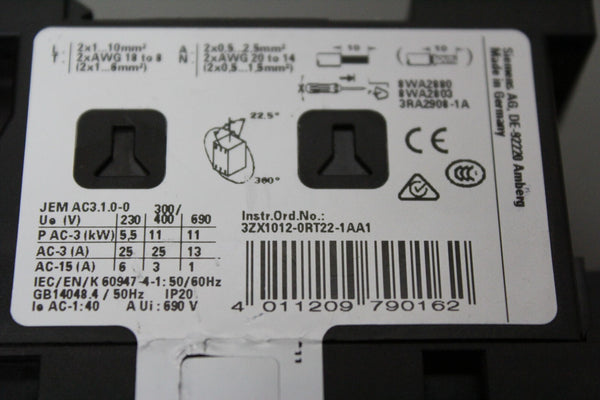 L 2x1...10mm² A 2x0,5...2,5mm²
T: 2xAWG 18 to 8 N: 2xAWG 20 to 14
(2x1...6mm²) (2x0,5...1,5mm²)
10 10
8WA2880
8WA2803
3RA2908-1A
22.5°
360°
CCC
JEM AC3.1.0-0 300/
Ue (V) 230 400 690
P AC-3 (kW) 5,5 11 11
AC-3 (A) 25 25 13
AC-15 (A) 6 3 1
IEC/EN/K 60947-4-1: 50/60Hz
GB14048.4 / 50Hz IP20
Ie AC-1: 40 A Ui: 690 V
Instr.Ord.No.:
3ZX1012-0RT22-1AA1
4 011209 790162
Siemens AG, DE-92220 Amberg
Made in Germany